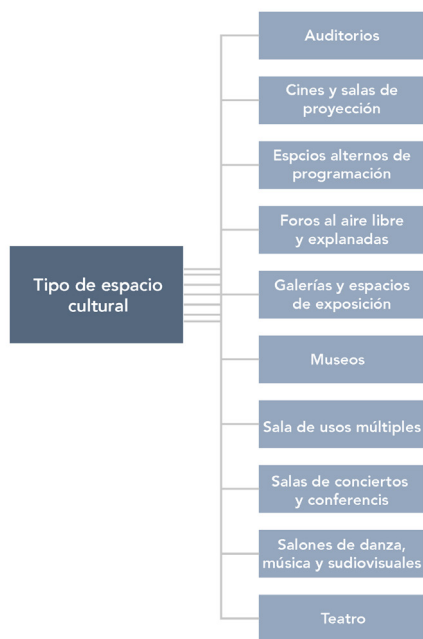 Tipo de espacio
cultural
Auditorios
Cines y salas de
proyección
Espcios alternos de
programación
Foros al aire libre
y explanadas
Galerías y espacios
de exposición
Museos
Sala de usos múltiples
Salas de conciertos
y conferencis
Salones de danza,
música y sudiovisuales
Teatro